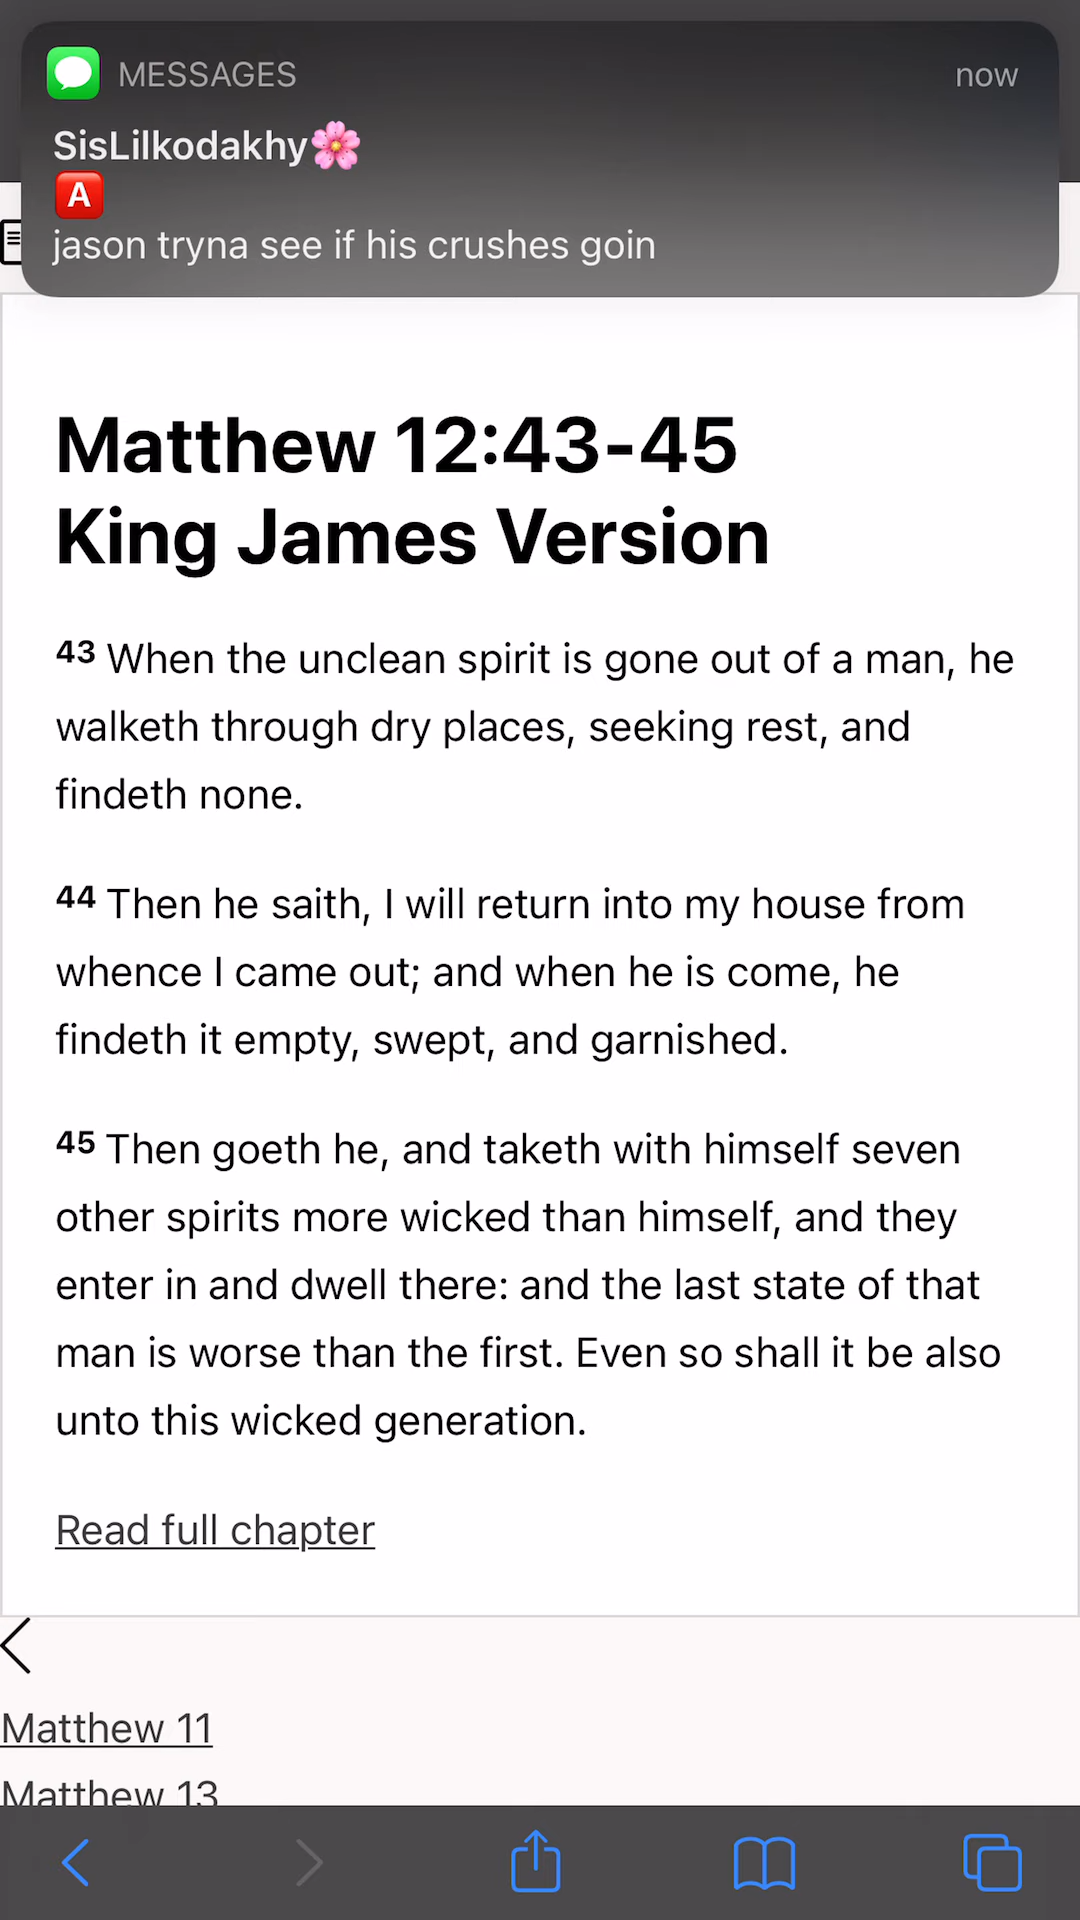 MESSAGES
now
SisLilkodakhy🌸
🅰
jason tryna see if his crushes goin
Matthew 12:43-45
King James Version
43 When the unclean spirit is gone out of a man, he
walketh through dry places, seeking rest, and
findeth none.
44 Then he saith, I will return into my house from
whence I came out; and when he is come, he
findeth it empty, swept, and garnished.
45 Then goeth he, and taketh with himself seven
other spirits more wicked than himself, and they
enter in and dwell there: and the last state of that
man is worse than the first. Even so shall it be also
unto this wicked generation.
Read full chapter
Matthew 11
Matthew 13